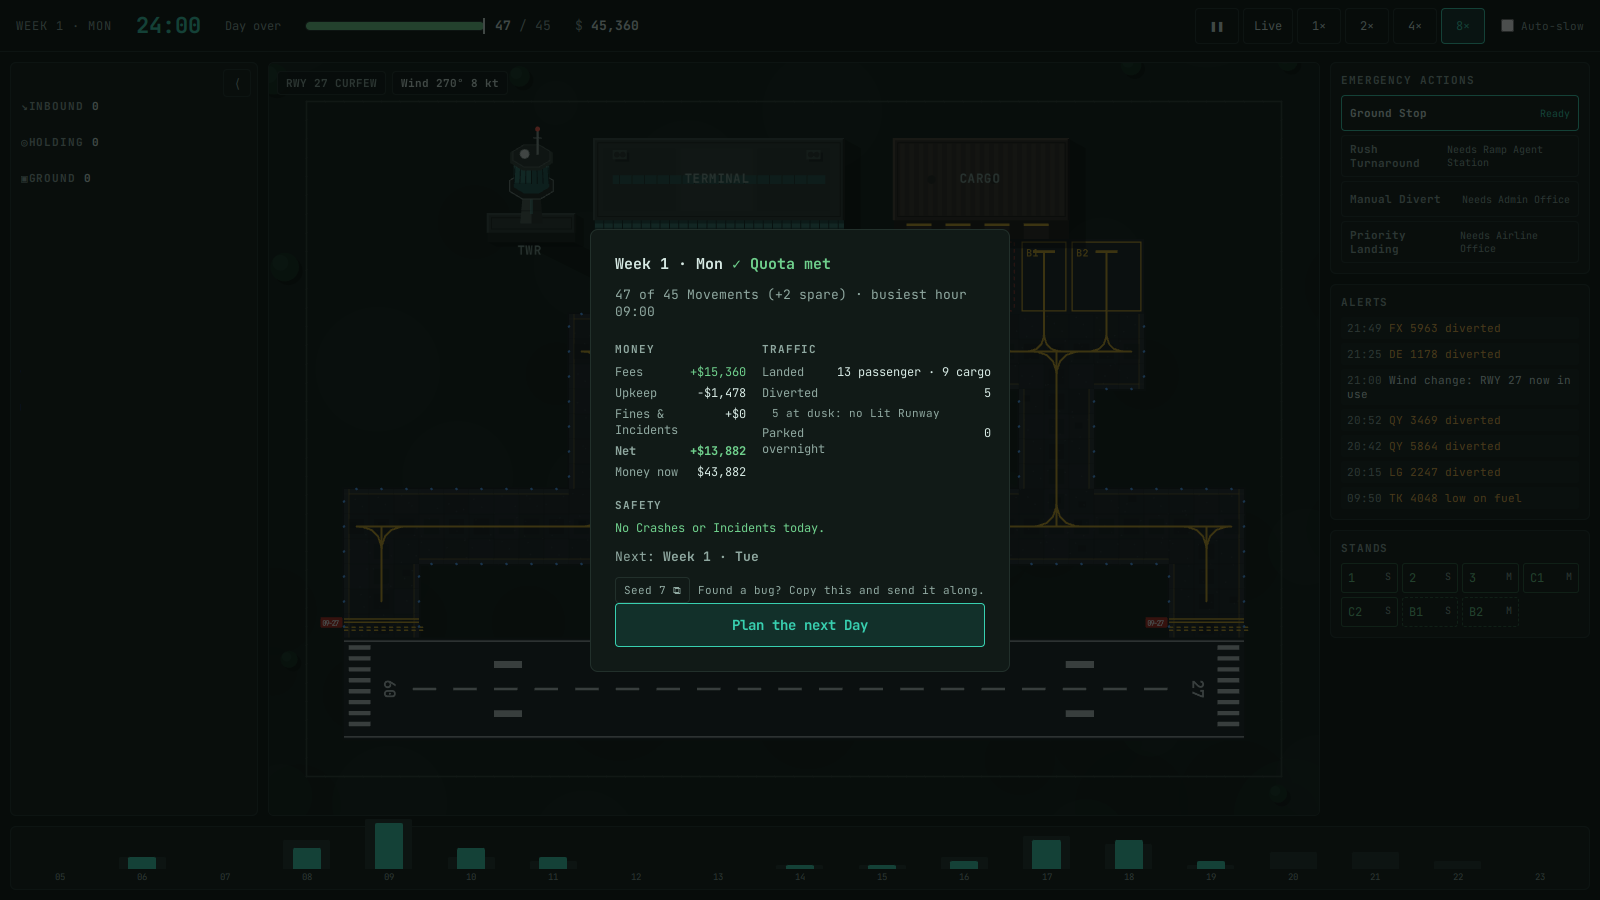 WEEK 1 · MON 24:00 Day over 47 / 45 $ 45,360 ❚❚ Live 1× 2× 4× 8× Auto-slow
⟨
↘INBOUND 0
◎HOLDING 0
▣GROUND 0
RWY 27 CURFEW Wind 270° 8 kt
TERMINAL
CARGO
TWR
B1 B2
Week 1 · Mon ✓ Quota met
47 of 45 Movements (+2 spare) · busiest hour
09:00
MONEY
Fees +$15,360
Upkeep -$1,478
Fines & +$0
Incidents
Net +$13,882
Money now $43,882
TRAFFIC
Landed 13 passenger · 9 cargo
Diverted 5
5 at dusk: no Lit Runway
Parked 0
overnight
SAFETY
No Crashes or Incidents today.
Next: Week 1 · Tue
Seed 7 ⧉ Found a bug? Copy this and send it along.
Plan the next Day
09-27
09-27
09
27
EMERGENCY ACTIONS
Ground Stop Ready
Rush Needs Ramp Agent
Turnaround Station
Manual Divert Needs Admin Office
Priority Needs Airline
Landing Office
ALERTS
21:49 FX 5963 diverted
21:25 DE 1178 diverted
21:00 Wind change: RWY 27 now in
use
20:52 QY 3469 diverted
20:42 QY 5864 diverted
20:15 LG 2247 diverted
09:50 TK 4048 low on fuel
STANDS
1 S 2 S 3 M C1 M
C2 S B1 S B2 M
05 06 07 08 09 10 11 12 13 14 15 16 17 18 19 20 21 22 23